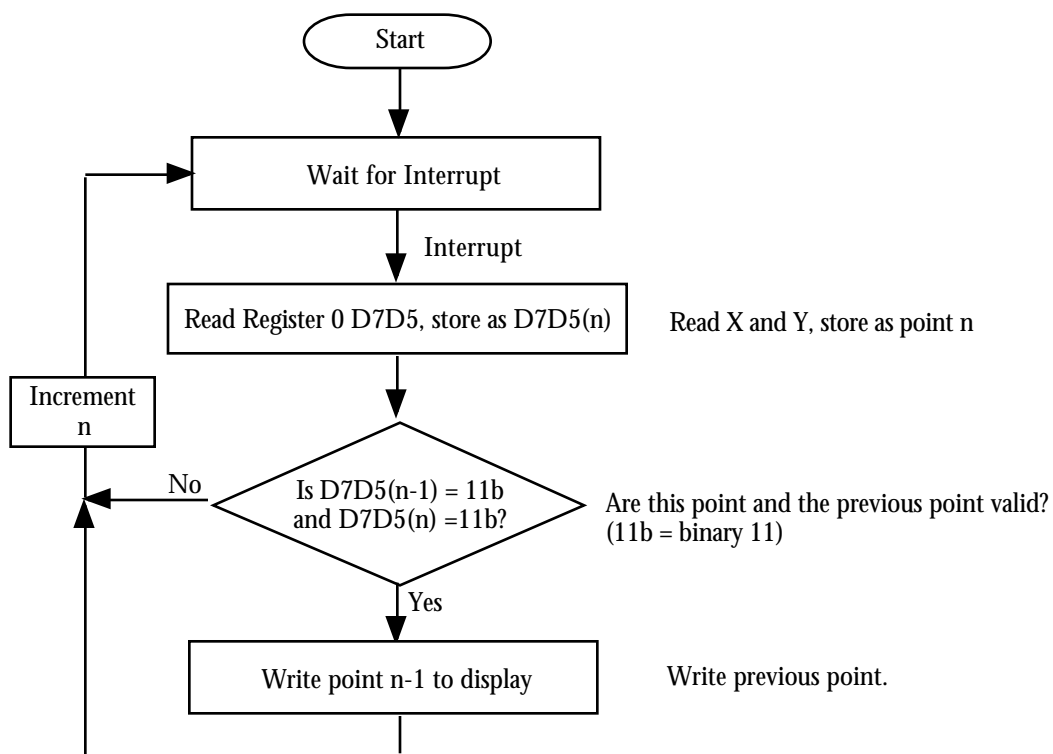 Start
Wait for Interrupt
Interrupt
Read Register 0 D7D5, store as D7D5(n)
Read X and Y, store as point n
Increment
n
No
Is D7D5(n-1) = 11b
and D7D5(n) =11b?
Are this point and the previous point valid?
(11b = binary 11)
Yes
Write point n-1 to display
Write previous point.